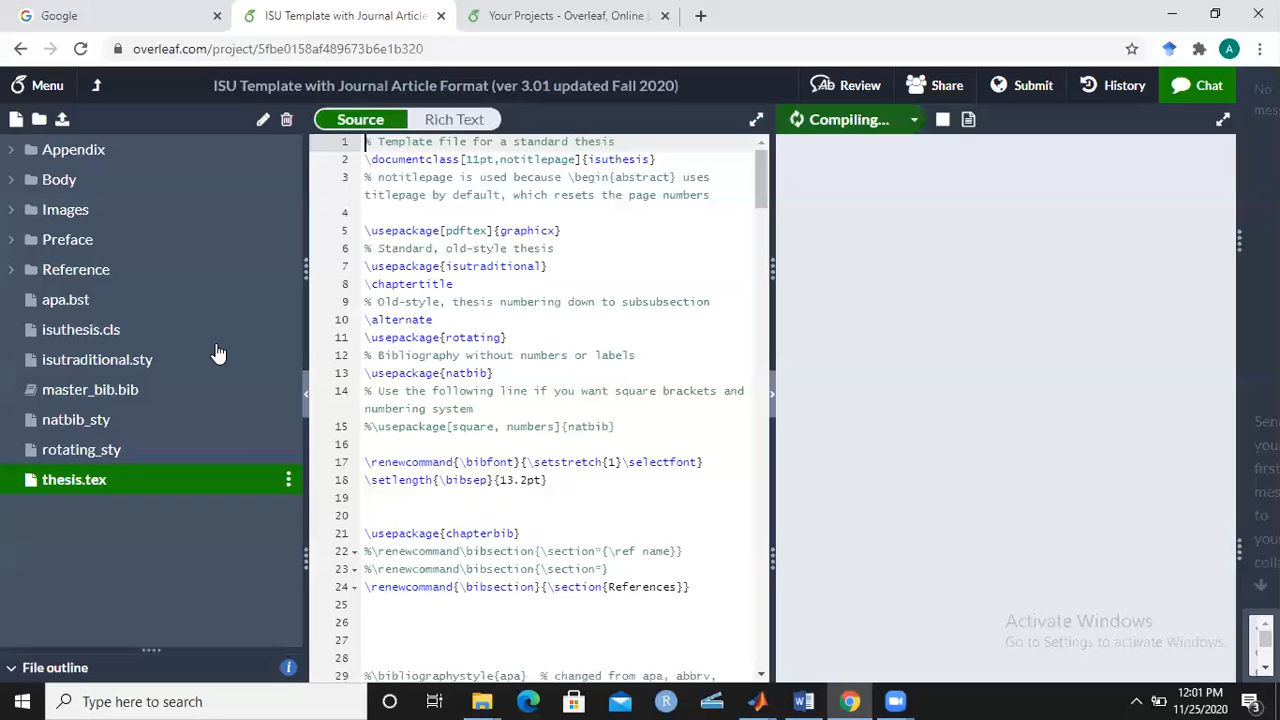 Google
ISU Template with Journal Article
Your Projects - Overleaf, Online L
overleaf.com/project/5fbe0158af489673b6e1b320
A
Menu
ISU Template with Journal Article Format (ver 3.01 updated Fall 2020)
Review
Share
Submit
History
Chat
No
mess
Source
Rich Text
Compiling...
Appendix
Body
Images
Preface
Reference
apa.bst
isuthesis.cls
isutraditional.sty
master_bib.bib
natbib_sty
rotating_sty
thesis.tex
File outline
1 % Template file for a standard thesis
2 \documentclass[11pt,notitlepage]{isuthesis}
3 % notitlepage is used because \begin{abstract} uses
titlepage by default, which resets the page numbers
4
5 \usepackage[pdftex]{graphicx}
6 % Standard, old-style thesis
7 \usepackage{isutraditional}
8 \chaptertitle
9 % Old-style, thesis numbering down to subsubsection
10 \alternate
11 \usepackage{rotating}
12 % Bibliography without numbers or labels
13 \usepackage{natbib}
14 % Use the following line if you want square brackets and
numbering system
15 %\usepackage[square, numbers]{natbib}
16
17 \renewcommand{\bibfont}{\setstretch{1}\selectfont}
18 \setlength{\bibsep}{13.2pt}
19
20
21 \usepackage{chapterbib}
22 %\renewcommand\bibsection{\section*{\ref name}}
23 %\renewcommand\bibsection{\section*}
24 \renewcommand{\bibsection}{\section{References}}
25
26
27
28
29 %\bibliographystyle{apa} % changed from apa, abbrv,
Send
your
first
mes
to
your
colla
Activate Windows
Go to Settings to activate Windows.
Type here to search
R
W
12:01 PM
11/25/2020
3